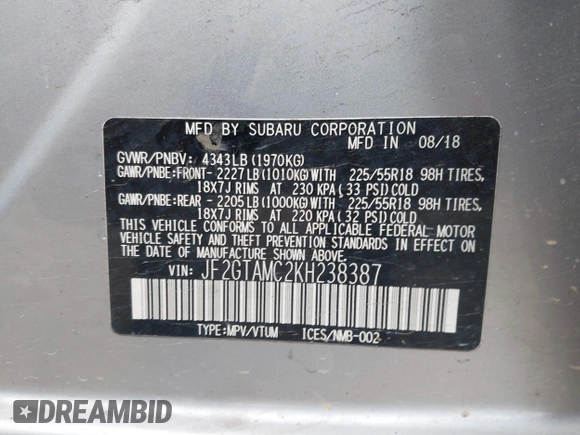 MFD BY SUBARU CORPORATION
MFD IN 08/18
GVWR/PNBV: 4343LB(1970KG)
GAWR/PNBE:FRONT-2227LB(1010KG)WITH 225/55R18 98H TIRES,
18X7J RIMS AT 230 KPA(33 PSI)COLD
GAWR/PNBE:REAR -2205LB(1000KG)WITH 225/55R18 98H TIRES,
18X7J RIMS AT 220 KPA(32 PSI)COLD
THIS VEHICLE CONFORMS TO ALL APPLICABLE FEDERAL MOTOR
VEHICLE SAFETY AND THEFT PREVENTION STANDARDS IN EFFECT
ON THE DATE OF MANUFACTURE SHOWN ABOVE.
VIN: JF2GTAMC2KH238387
TYPE:MPV/VTUM ICES/NMB-002
DREAMBID
DREAMBID